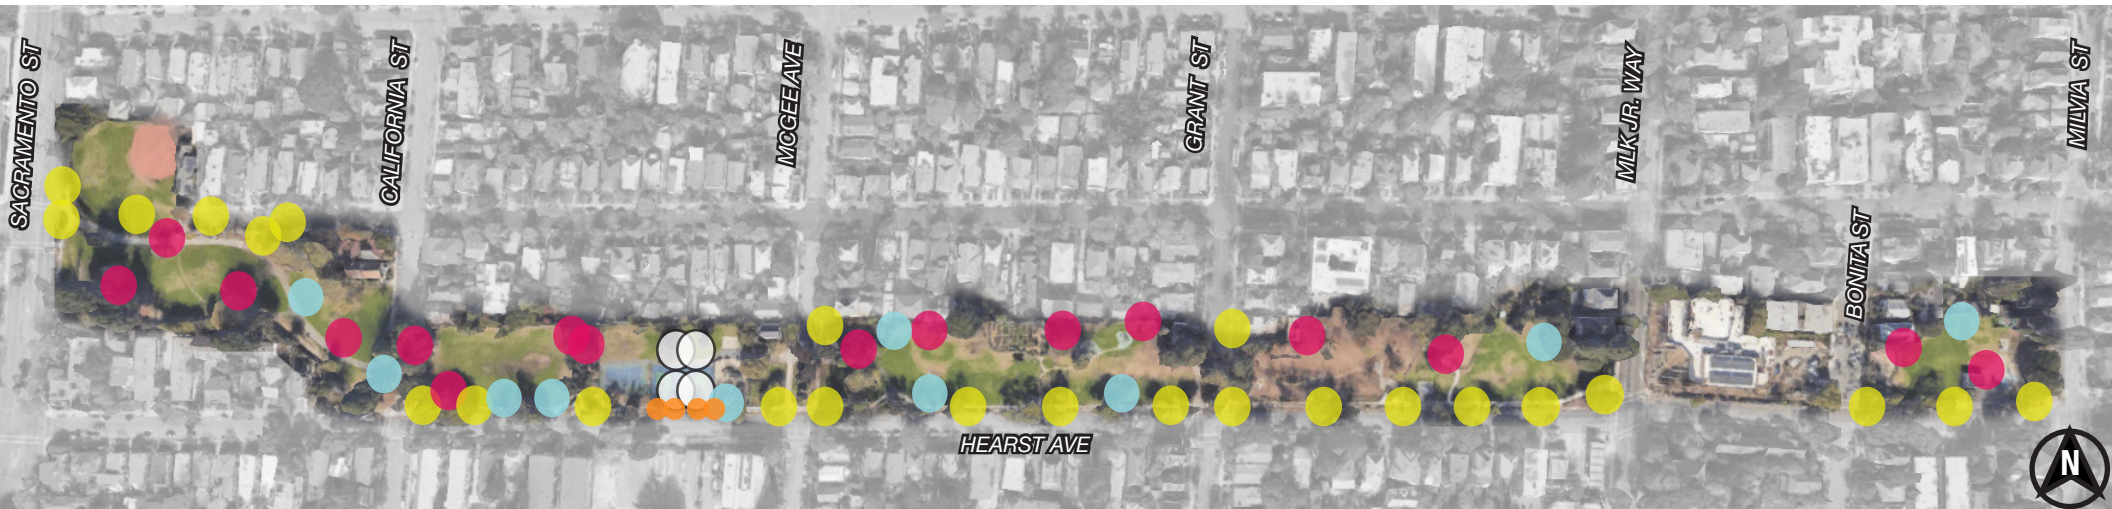 SACRAMENTO ST
CALIFORNIA ST
MCGEE AVE
GRANT ST
MLK JR. WAY
BONITA ST
MILVIA ST
HEARST AVE
N